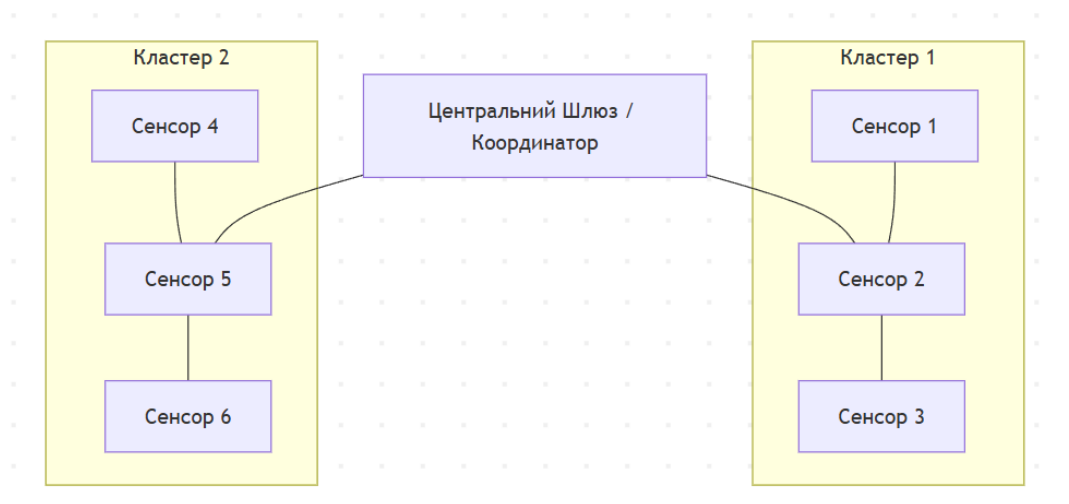 Кластер 2
Сенсор 4
Сенсор 5
Сенсор 6
Центральний Шлюз /
Координатор
Кластер 1
Сенсор 1
Сенсор 2
Сенсор 3